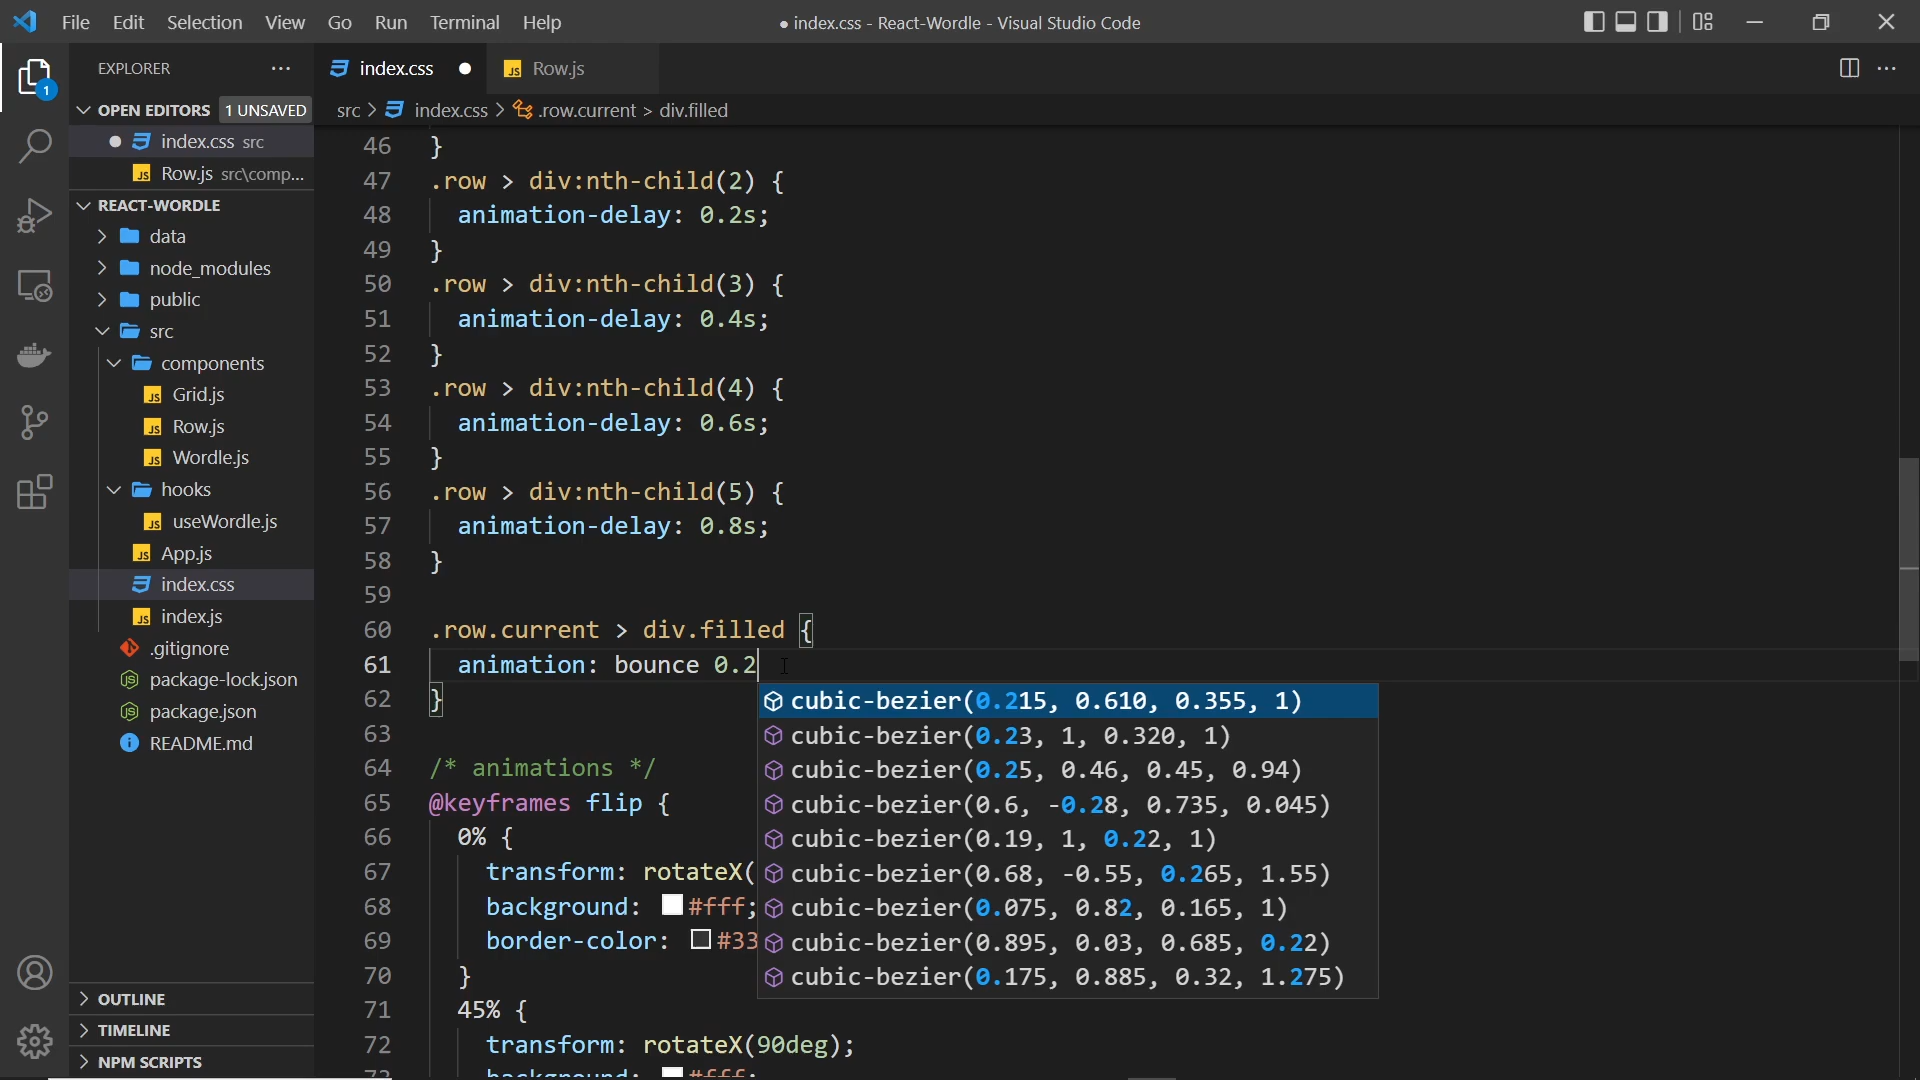 File Edit Selection View Go Run Terminal Help
● index.css - React-Wordle - Visual Studio Code
EXPLORER
1
OPEN EDITORS 1 UNSAVED
index.css src
Row.js src\comp...
REACT-WORDLE
data
node_modules
public
src
components
JS Grid.js
JS Row.js
JS Wordle.js
hooks
JS useWordle.js
JS App.js
index.css
JS index.js
.gitignore
package-lock.json
package.json
README.md
OUTLINE
TIMELINE
NPM SCRIPTS
index.css ●
JS Row.js
src > index.css > .row.current > div.filled
46 }
47 .row > div:nth-child(2) {
48 animation-delay: 0.2s;
49 }
50 .row > div:nth-child(3) {
51 animation-delay: 0.4s;
52 }
53 .row > div:nth-child(4) {
54 animation-delay: 0.6s;
55 }
56 .row > div:nth-child(5) {
57 animation-delay: 0.8s;
58 }
59
60 .row.current > div.filled {
61 animation: bounce 0.2
62 }
63
64 /* animations */
65 @keyframes flip {
66 0% {
67 transform: rotateX(
68 background: #fff;
69 border-color: #33
70 }
71 45% {
72 transform: rotateX(90deg);
73 background: #fff;
cubic-bezier(0.215, 0.610, 0.355, 1)
cubic-bezier(0.23, 1, 0.320, 1)
cubic-bezier(0.25, 0.46, 0.45, 0.94)
cubic-bezier(0.6, -0.28, 0.735, 0.045)
cubic-bezier(0.19, 1, 0.22, 1)
cubic-bezier(0.68, -0.55, 0.265, 1.55)
cubic-bezier(0.075, 0.82, 0.165, 1)
cubic-bezier(0.895, 0.03, 0.685, 0.22)
cubic-bezier(0.175, 0.885, 0.32, 1.275)